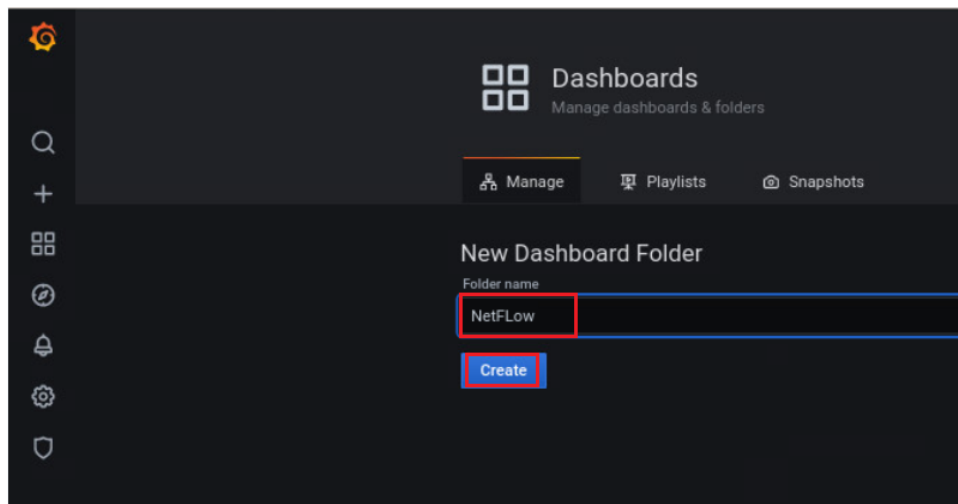 Dashboards
Manage dashboards & folders
Manage Playlists Snapshots
New Dashboard Folder
Folder name
NetFLow
Create